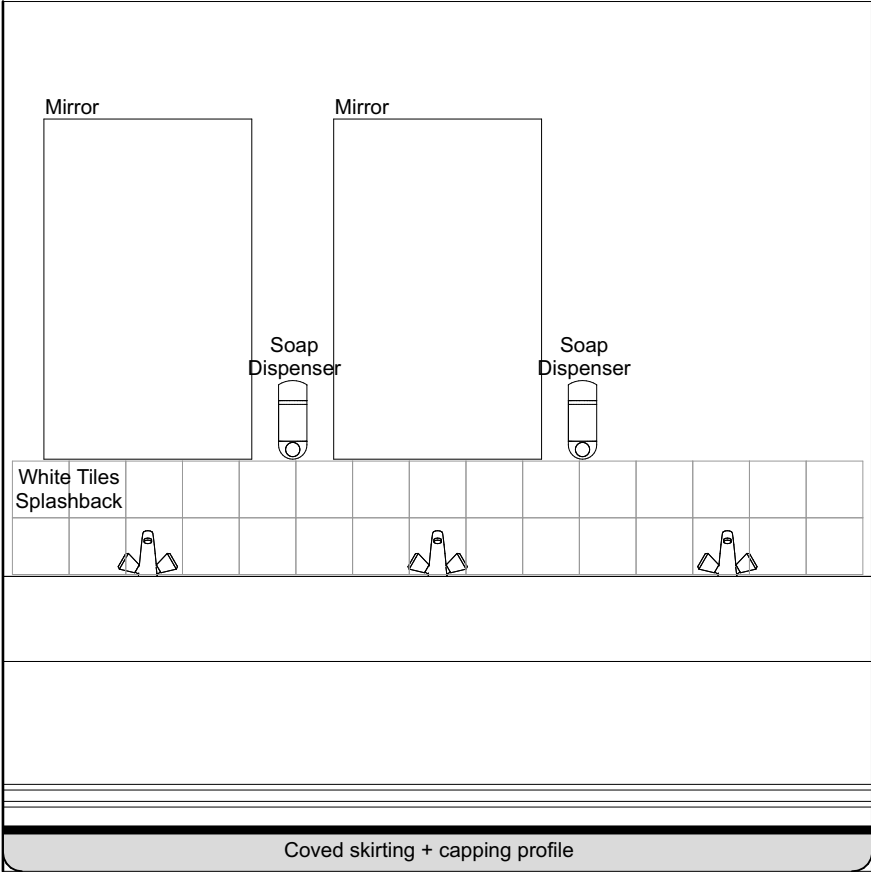 Mirror
Mirror
Soap
Dispenser
Soap
Dispenser
White Tiles
Splashback
Coved skirting + capping profile